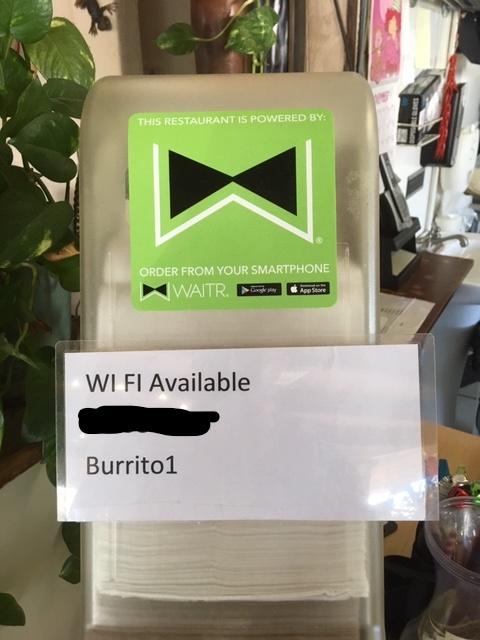 THIS RESTAURANT IS POWERED BY:
ORDER FROM YOUR SMARTPHONE
WAITR. Google play App Store
WI FI Available
Burrito1